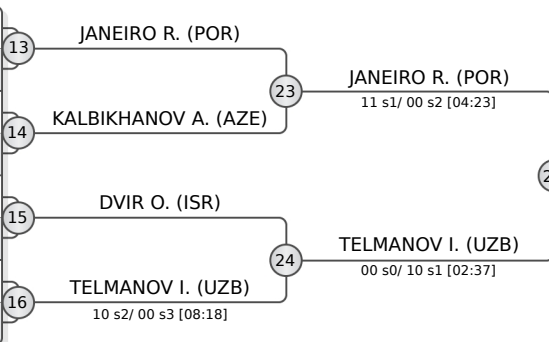 JANEIRO R. (POR)
13
23
JANEIRO R. (POR)
11 s1/ 00 s2 [04:23]
KALBIKHANOV A. (AZE)
14
DVIR O. (ISR)
15
24
TELMANOV I. (UZB)
00 s0/ 10 s1 [02:37]
TELMANOV I. (UZB)
16
10 s2/ 00 s3 [08:18]